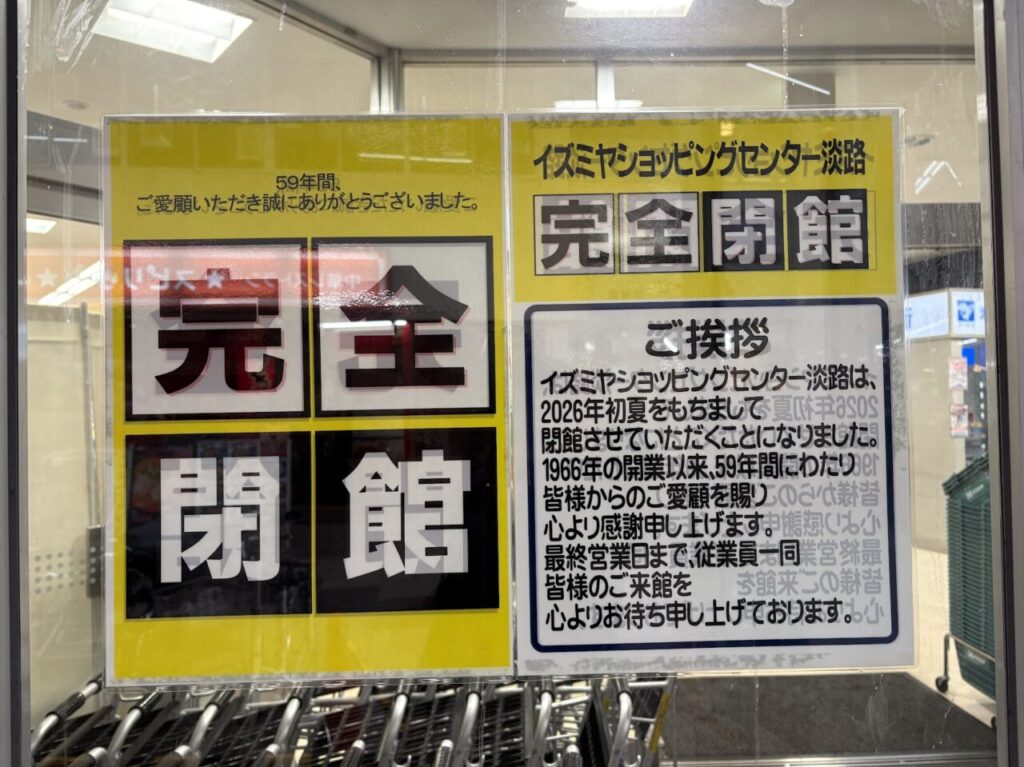 59年間、
ご愛顧いただき誠にありがとうございました。
完全
閉館
イズミヤショッピングセンター淡路
完全閉館
ご挨拶
イズミヤショッピングセンター淡路は、
2026年初夏をもちまして
閉館させていただくことになりました。
1966年の開業以来、59年間にわたり
皆様からのご愛顧を賜り
心より感謝申し上げます。
最終営業日まで、従業員一同
皆様のご来館を
心よりお待ち申し上げております。